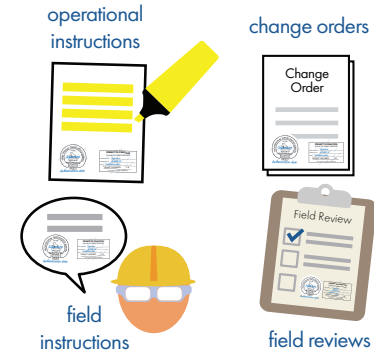 operational
instructions
change orders
Change
Order
Field Review
field
instructions
field reviews